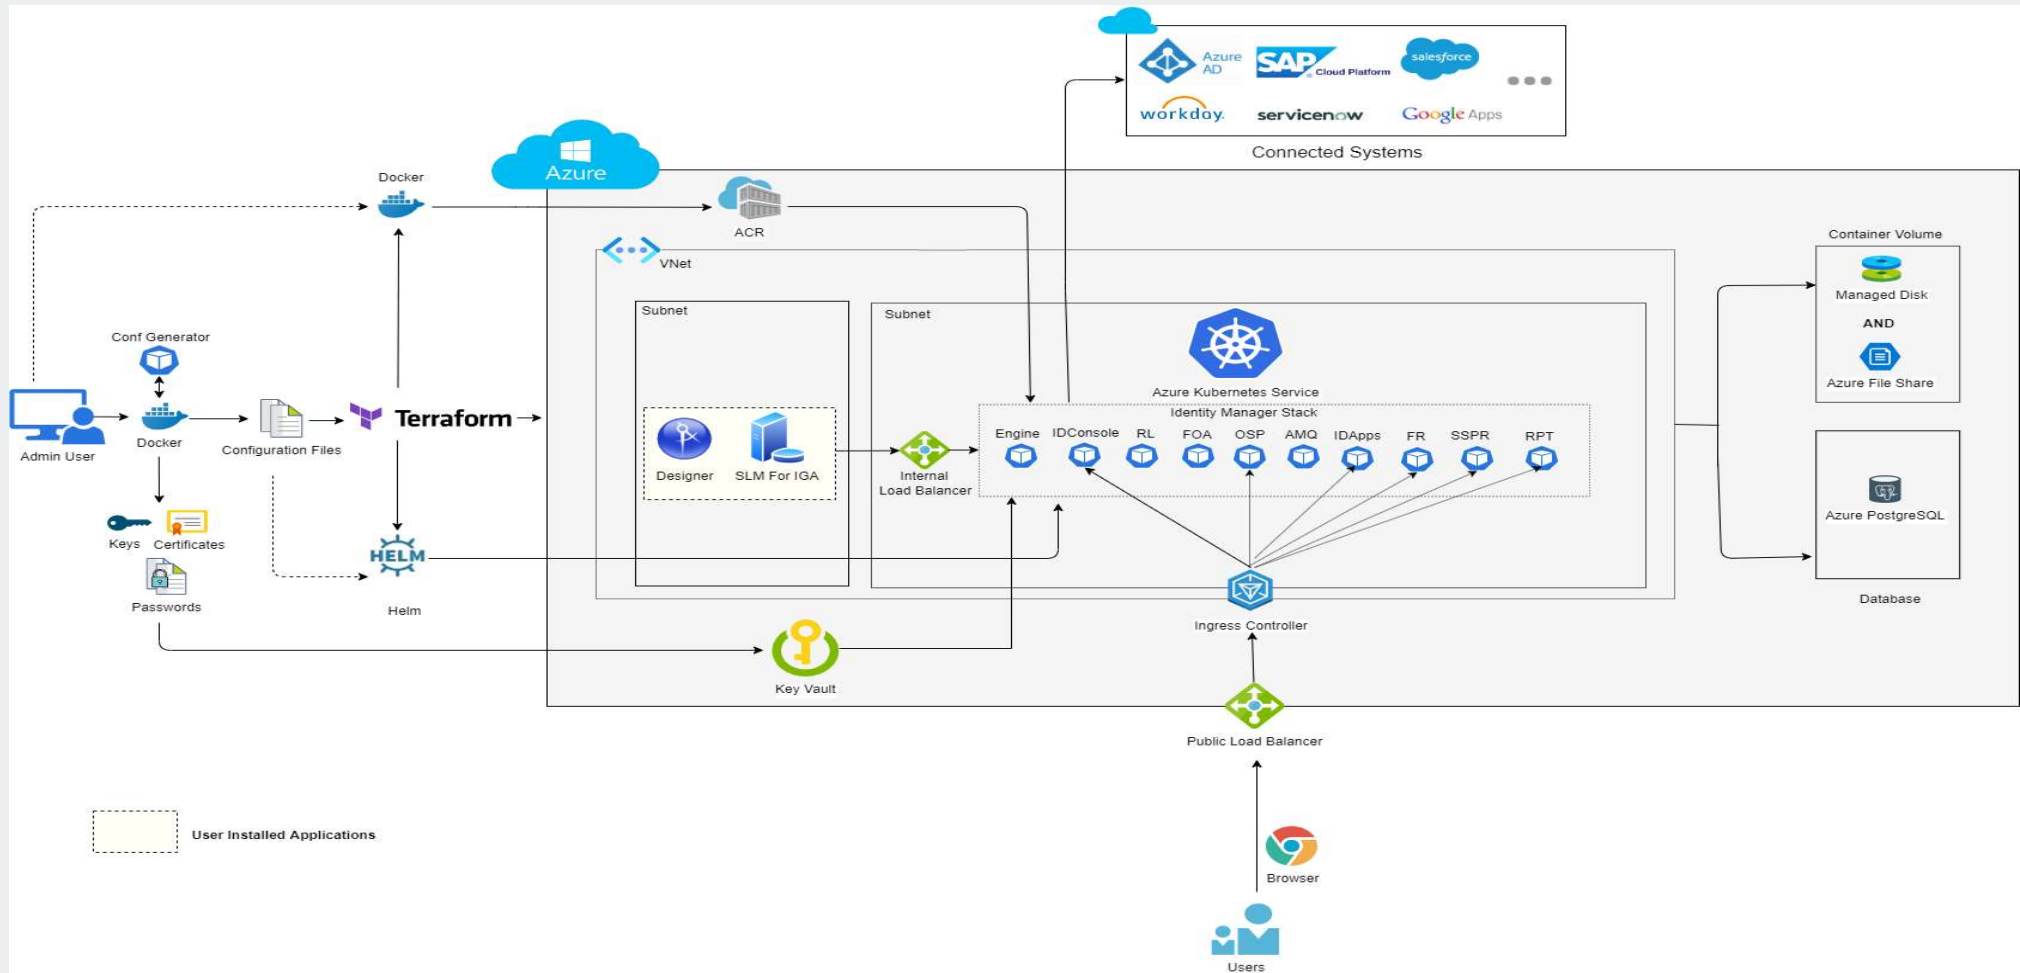 Azure AD
SAP Cloud Platform
salesforce
workday.
servicenow
Google Apps
Connected Systems
Azure
Docker
ACR
VNet
Container Volume
Managed Disk
AND
Azure File Share
Subnet
Subnet
Azure Kubernetes Service
Identity Manager Stack
Engine
IDConsole
RL
FOA
OSP
AMQ
IDApps
FR
SSPR
RPT
Conf Generator
Docker
Admin User
Configuration Files
Terraform
Designer
SLM For IGA
Internal
Load Balancer
Azure PostgreSQL
Database
Keys
Certificates
Passwords
HELM
Helm
Key Vault
Ingress Controller
Public Load Balancer
User Installed Applications
Browser
Users